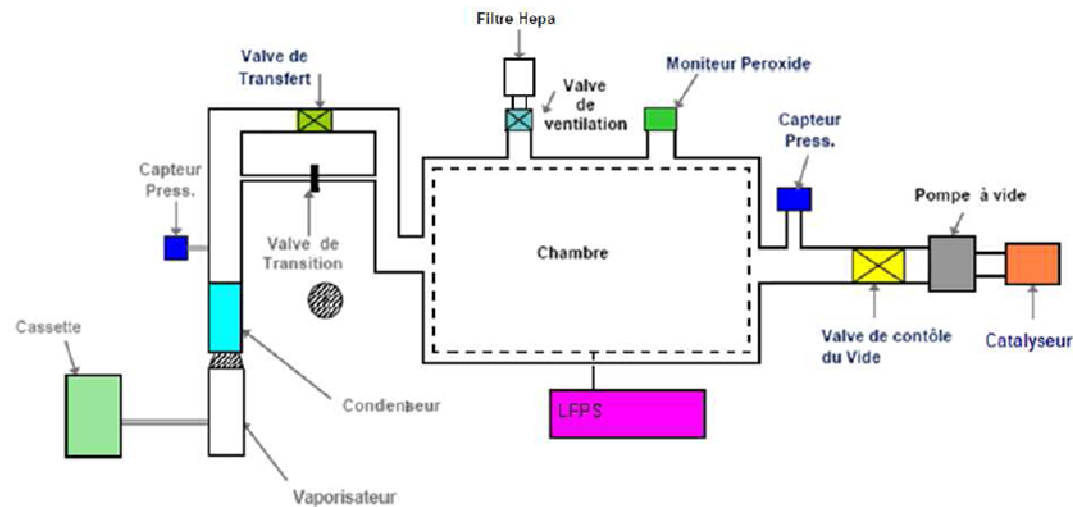 Filtre Hepa
Valve de
Transfert
Valve
de
ventilation
Moniteur Peroxide
Capteur
Press.
Capteur
Press.
Pompe à vide
Valve de
Transition
Chambre
Cassette
Valve de contôle
du Vide
Catalyseur
Condenseur
LFPS
Vaporisateur